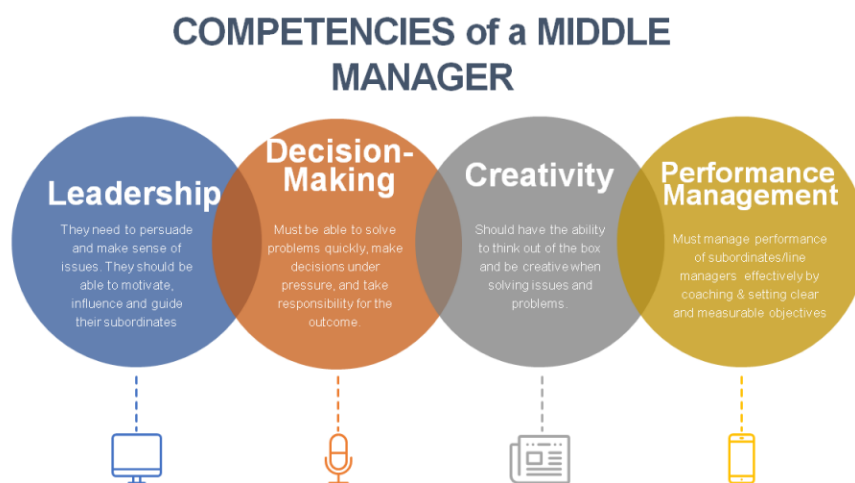 COMPETENCIES of a MIDDLE
MANAGER
Leadership
They need to persuade
and make sense of
issues. They should be
able to motivate,
influence and guide
their subordinates
Decision-
Making
Must be able to solve
problems quickly, make
decisions under
pressure, and take
responsibility for the
outcome.
Creativity
Should have the ability
to think out of the box
and be creative when
solving issues and
problems.
Performance
Management
Must manage performance
of subordinates/line
managers effectively by
coaching & setting clear
and measurable objectives